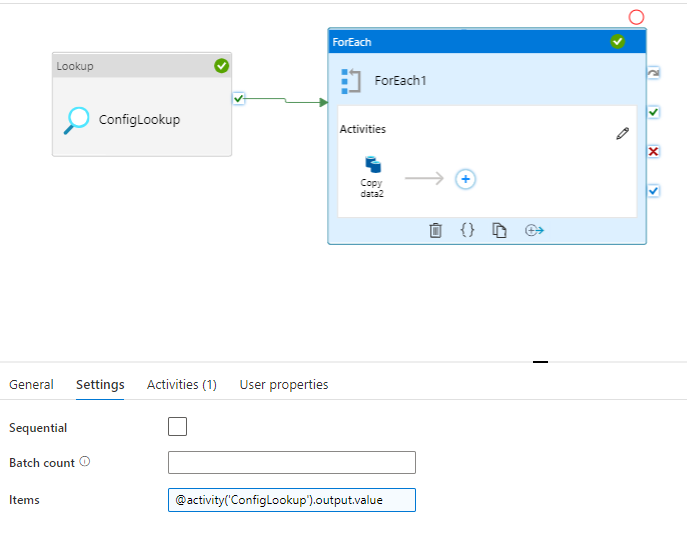 Lookup
ConfigLookup
ForEach
ForEach1
Activities
Copy
data2
General
Settings
Activities (1)
User properties
Sequential
Batch count
Items
@activity('ConfigLookup').output.value